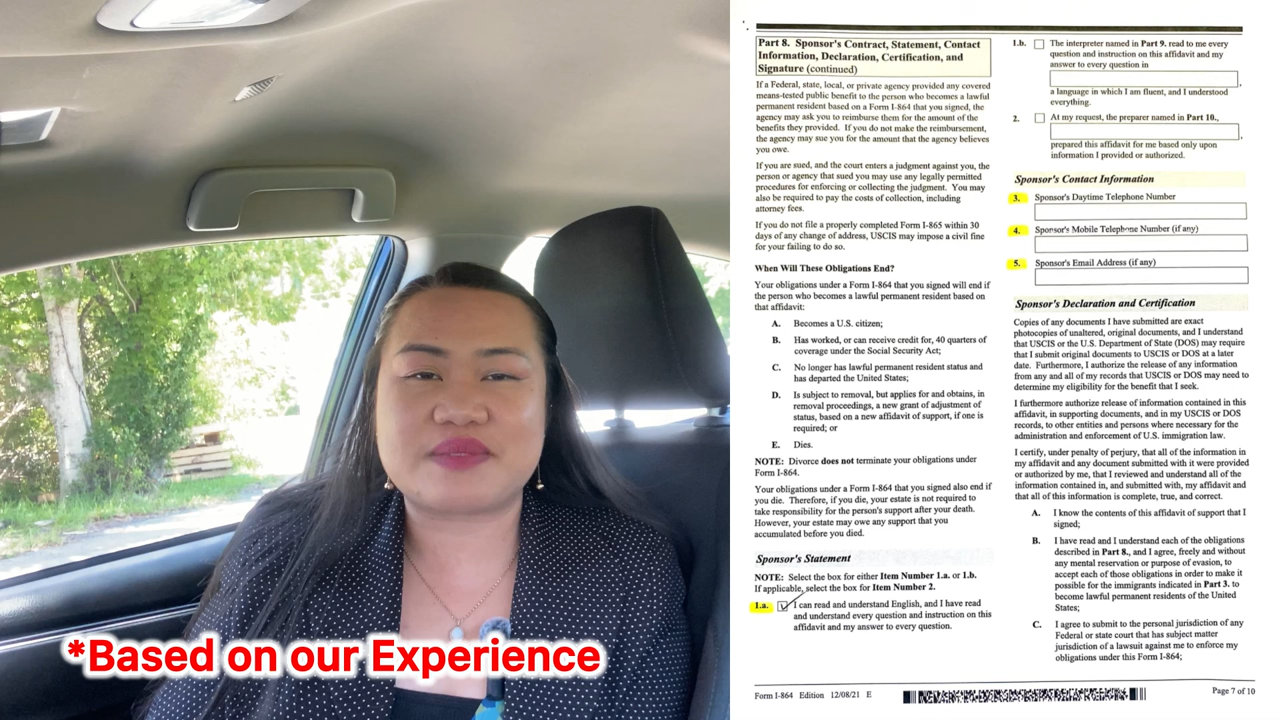 *Based on our Experience
Part 8. Sponsor's Contract, Statement, Contact
Information, Declaration, Certification, and
Signature (continued)
If a Federal, state, local, or private agency provided any covered
means-tested public benefit to the person who becomes a lawful
permanent resident based on a Form I-864 that you signed, the
agency may ask you to reimburse them for the amount of the
benefits they provided. If you do not make the reimbursement,
the agency may sue you for the amount that the agency believes
you owe.
If you are sued, and the court enters a judgment against you, the
person or agency that sued you may use any legally permitted
procedures for enforcing or collecting the judgment. You may
also be required to pay the costs of collection, including
attorney fees.
If you do not file a properly completed Form I-865 within 30
days of any change of address, USCIS may impose a civil fine
for your failing to do so.
When Will These Obligations End?
Your obligations under a Form I-864 that you signed will end if
the person who becomes a lawful permanent resident based on
that affidavit:
A. Becomes a U.S. citizen;
B. Has worked, or can receive credit for, 40 quarters of
coverage under the Social Security Act;
C. No longer has lawful permanent resident status and
has departed the United States;
D. Is subject to removal, but applies for and obtains, in
removal proceedings, a new grant of adjustment of
status, based on a new affidavit of support, if one is
required; or
E. Dies.
NOTE: Divorce does not terminate your obligations under
Form I-864.
Your obligations under a Form I-864 that you signed also end if
you die. Therefore, if you die, your estate is not required to
take responsibility for the person's support after your death.
However, your estate may owe any support that you
accumulated before you died.
Sponsor's Statement
NOTE: Select the box for either Item Number 1.a. or 1.b.
If applicable, select the box for Item Number 2.
1.a. I can read and understand English, and I have read
and understand every question and instruction on this
affidavit and my answer to every question.
1.b. The interpreter named in Part 9. read to me every
question and instruction on this affidavit and my
answer to every question in
,
a language in which I am fluent, and I understood
everything.
2. At my request, the preparer named in Part 10.,
,
prepared this affidavit for me based only upon
information I provided or authorized.
Sponsor's Contact Information
3. Sponsor's Daytime Telephone Number
4. Sponsor's Mobile Telephone Number (if any)
5. Sponsor's Email Address (if any)
Sponsor's Declaration and Certification
Copies of any documents I have submitted are exact
photocopies of unaltered, original documents, and I understand
that USCIS or the U.S. Department of State (DOS) may require
that I submit original documents to USCIS or DOS at a later
date. Furthermore, I authorize the release of any information
from any and all of my records that USCIS or DOS may need to
determine my eligibility for the benefit that I seek.
I furthermore authorize release of information contained in this
affidavit, in supporting documents, and in my USCIS or DOS
records, to other entities and persons where necessary for the
administration and enforcement of U.S. immigration law.
I certify, under penalty of perjury, that all of the information in
my affidavit and any document submitted with it were provided
or authorized by me, that I reviewed and understand all of the
information contained in, and submitted with, my affidavit and
that all of this information is complete, true, and correct.
A. I know the contents of this affidavit of support that I
signed;
B. I have read and I understand each of the obligations
described in Part 8., and I agree, freely and without
any mental reservation or purpose of evasion, to
accept each of those obligations in order to make it
possible for the immigrants indicated in Part 3. to
become lawful permanent residents of the United
States;
C. I agree to submit to the personal jurisdiction of any
Federal or state court that has subject matter
jurisdiction of a lawsuit against me to enforce my
obligations under this Form I-864;
Form I-864 Edition 12/08/21 E
Page 7 of 10